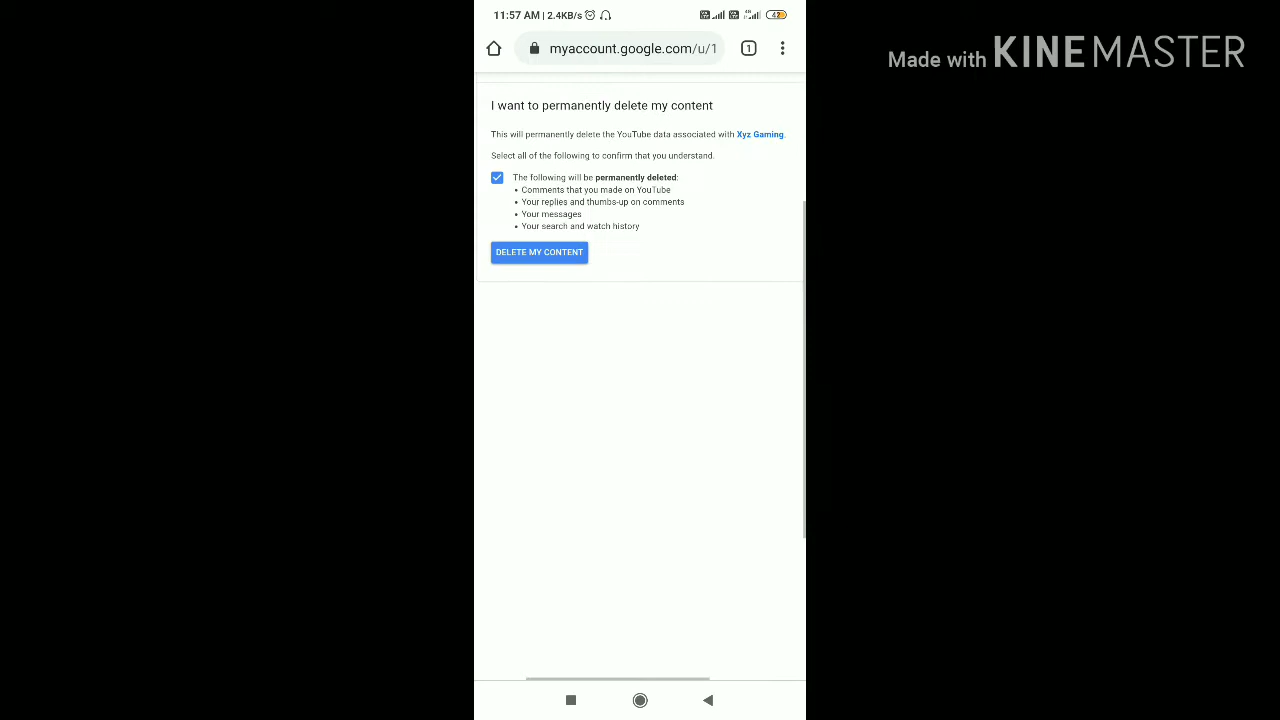 11:57 AM | 2.4KB/s
42
myaccount.google.com/u/1
1
Made with KINEMASTER
I want to permanently delete my content
This will permanently delete the YouTube data associated with Xyz Gaming.
Select all of the following to confirm that you understand.
The following will be permanently deleted:
• Comments that you made on YouTube
• Your replies and thumbs-up on comments
• Your messages
• Your search and watch history
DELETE MY CONTENT